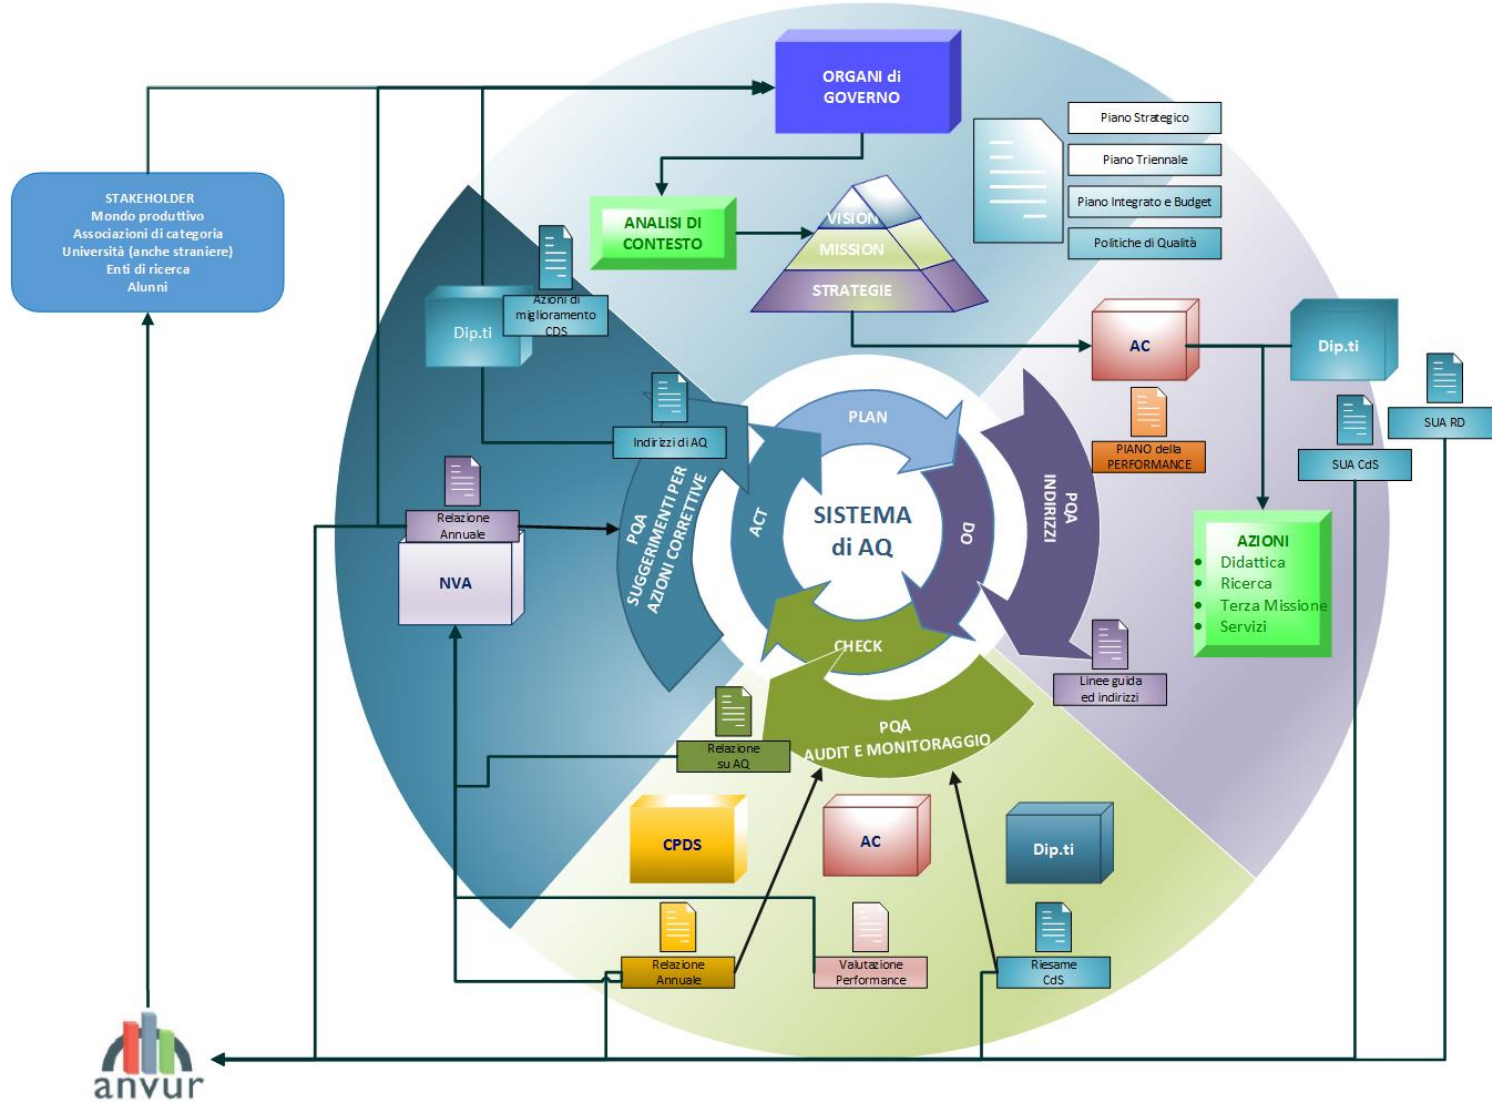 ORGANI di
GOVERNO
Piano Strategico
Piano Triennale
Piano Integrato e Budget
Politiche di Qualità
STAKEHOLDER
Mondo produttivo
Associazioni di categoria
Università (anche straniere)
Enti di ricerca
Alunni
ANALISI DI
CONTESTO
VISION
MISSION
STRATEGIE
Azioni di
miglioramento
CDS
Dip.ti
AC
Dip.ti
SUA RD
SUA CdS
PIANO della
PERFORMANCE
Indirizzi di AQ
PLAN
DO
CHECK
ACT
SISTEMA
di AQ
PQA
INDIRIZZI
PQA
SUGGERIMENTI PER
AZIONI CORRETTIVE
Relazione
Annuale
NVA
AZIONI
• Didattica
• Ricerca
• Terza Missione
• Servizi
Linee guida
ed indirizzi
PQA
AUDIT E MONITORAGGIO
Relazione
su AQ
CPDS
AC
Dip.ti
Relazione
Annuale
Valutazione
Performance
Riesame
CdS
anvur